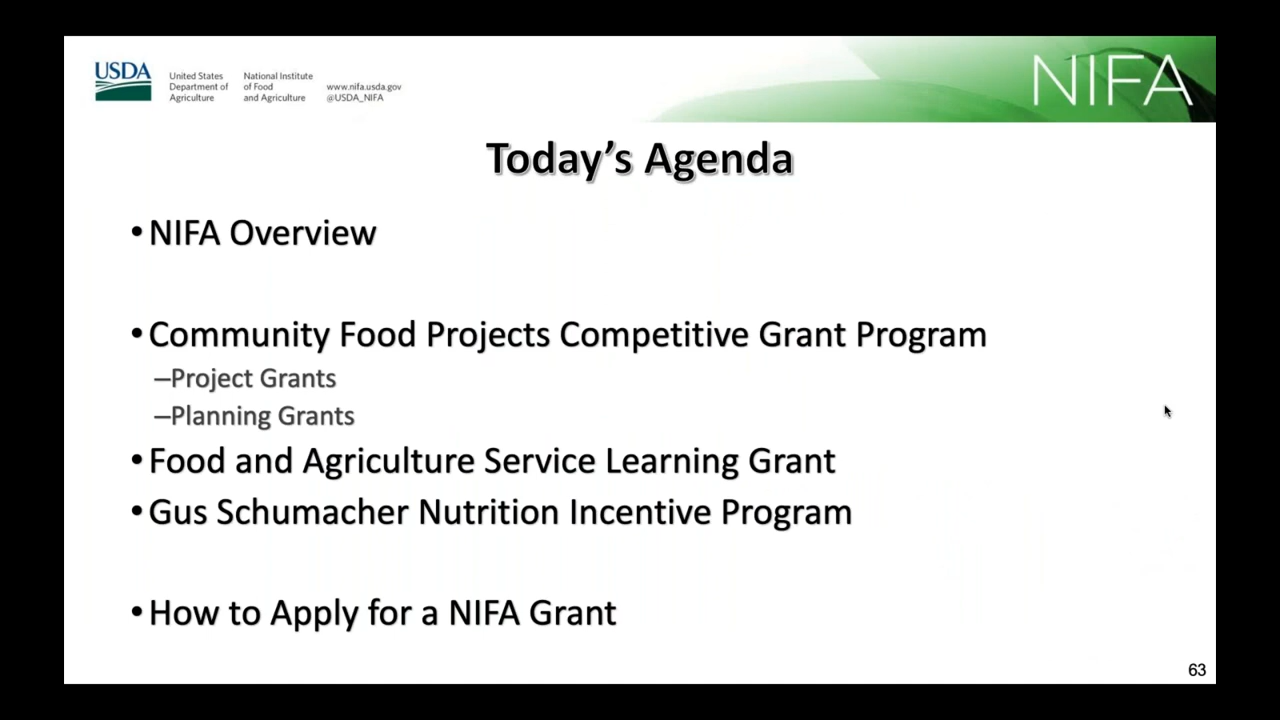 USDA
United States
Department of
Agriculture
National Institute
of Food
and Agriculture
www.nifa.usda.gov
@USDA_NIFA
NIFA
Today’s Agenda
•NIFA Overview
•Community Food Projects Competitive Grant Program
–Project Grants
–Planning Grants
•Food and Agriculture Service Learning Grant
•Gus Schumacher Nutrition Incentive Program
•How to Apply for a NIFA Grant
63